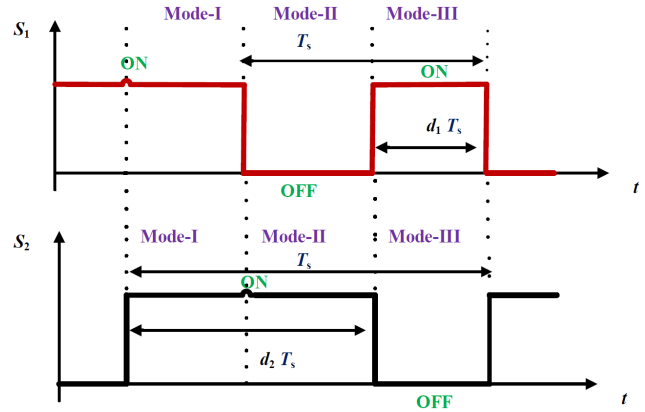 Mode-I Mode-II Mode-III
S1
Ts
ON
ON
d1 Ts
OFF
t
Mode-I Mode-II Mode-III
S2
Ts
ON
d2 Ts
OFF
t